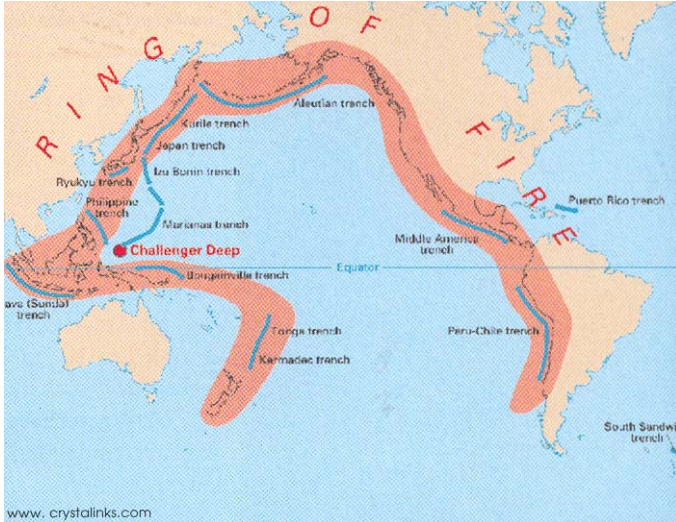 RING OF FIRE
Aleutian trench
Kurile trench
Japan trench
Izu Bonin trench
Ryukyu trench
Philippine
trench
Marianas trench
Challenger Deep
Puerto Rico trench
Middle America
trench
Equator
Bougainville trench
ava (Sunda)
trench
Tonga trench
Kermadec trench
Peru-Chile trench
South Sandwi
trench
www. crystalinks.com